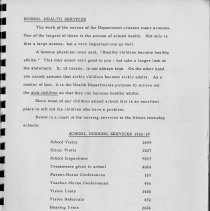 SCHOOL HEALTH SERVICES
The work of the nurses of the Department crosses many avenues.
One of the largest of these is the avenue of school health. Not only is
this a large avenue, but a very important one as well.
A famous physician once said, "Healthy children become healthy
adults." This may sound very good to you - but take a longer look at
the statement. It, of course, is not always true. On the other hand
you cannot assume that sickly children become sickly adults. As a
matter of fact, it is the Health Departments purpose to screen out
the sick children so that they can become healthy adults.
Since most of our children attend school this is an excellent
place to sift out the children who have a problem.
Below is a chart of the nursing services to the fifteen township
schools:
SCHOOL NURSING SERVICES 1956-57
School Visits
Class Visits
School Inspections
Treatments given in school
Parent-Nurse Conferences 167
Teacher-Nurse Conferences
Vision Tests
Vision Referrals 452
Hearing Tests